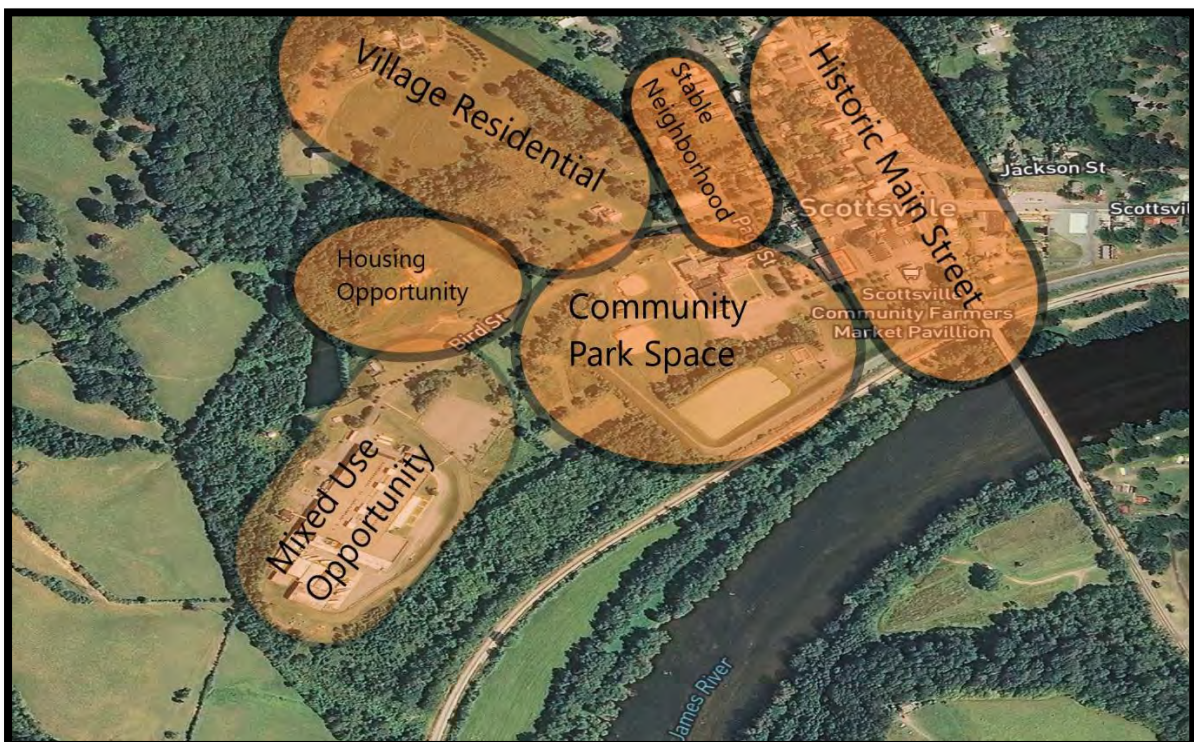 Village Residential
Stable
Neighborhood
Historic Main Street
Jackson St
Scottsville
Scottsv
Housing
Opportunity
Bird St
Community
Park Space
Scottsville
Community Farmers
Market Pavillion
Mixed Use
Opportunity
James River